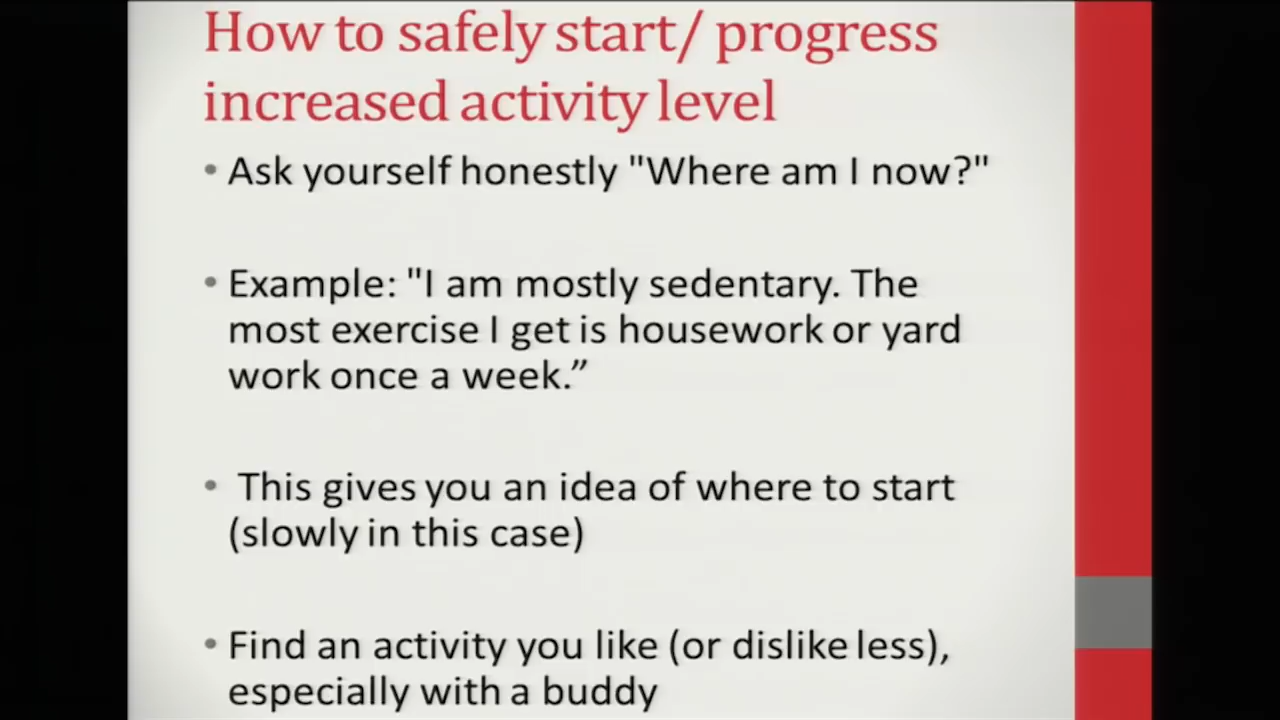 How to safely start/ progress
increased activity level
• Ask yourself honestly "Where am I now?"
• Example: "I am mostly sedentary. The
most exercise I get is housework or yard
work once a week.”
• This gives you an idea of where to start
(slowly in this case)
• Find an activity you like (or dislike less),
especially with a buddy